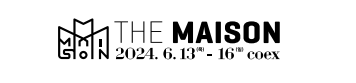 THE MAISON
2024. 6. 13(목) - 16(일) coex